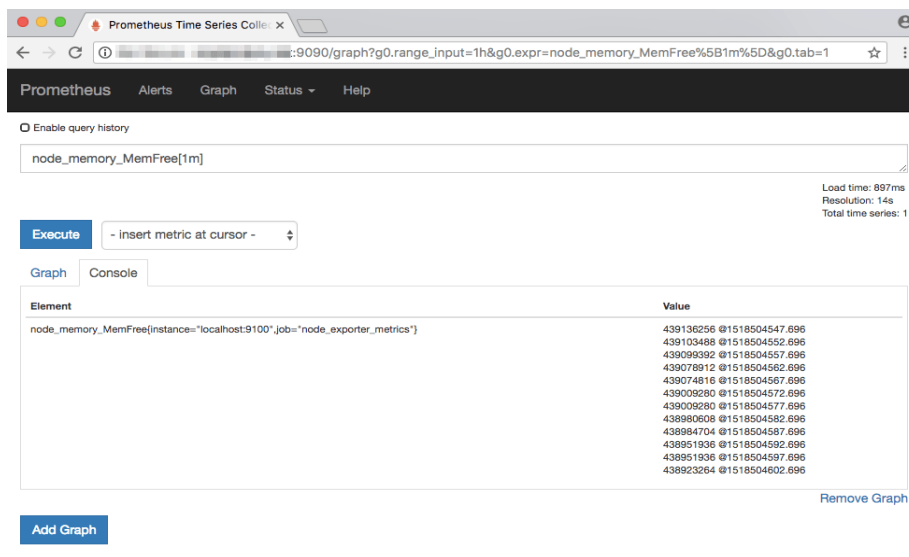 Prometheus Time Series Collec
:9090/graph?g0.range_input=1h&g0.expr=node_memory_MemFree%5B1m%5D&g0.tab=1
Prometheus Alerts Graph Status Help
Enable query history
node_memory_MemFree[1m]
Load time: 897ms
Resolution: 14s
Total time series: 1
Execute - insert metric at cursor -
Graph Console
Element Value
node_memory_MemFree{instance="localhost:9100",job="node_exporter_metrics"} 439136256 @1518504547.696
439103488 @1518504552.696
439099392 @1518504557.696
439078912 @1518504562.696
439074816 @1518504567.696
439009280 @1518504572.696
439009280 @1518504577.696
438980608 @1518504582.696
438984704 @1518504587.696
438951936 @1518504592.696
438951936 @1518504597.696
438923264 @1518504602.696
Remove Graph
Add Graph